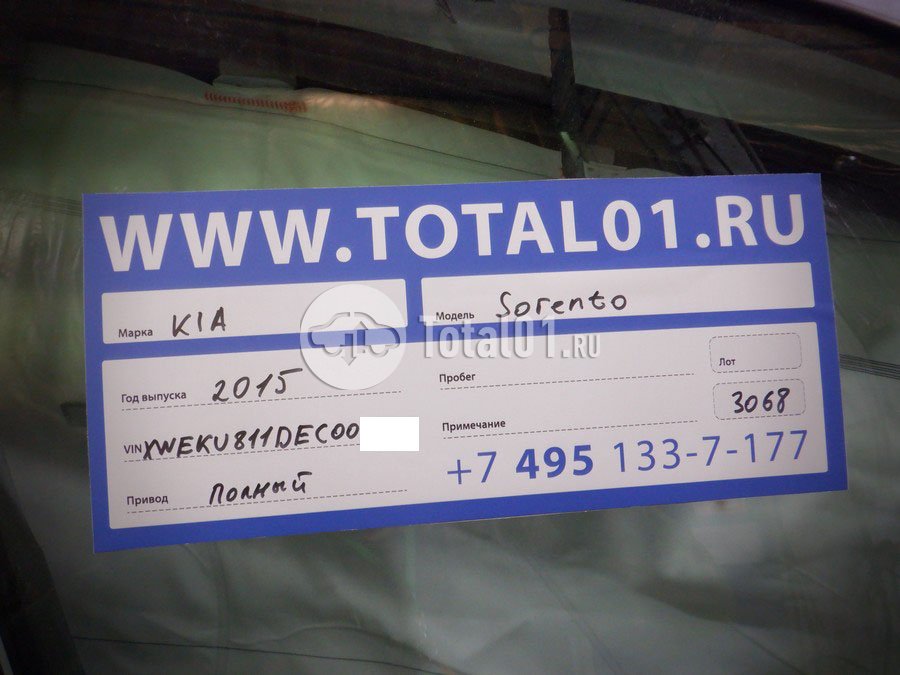 WWW.TOTAL01.RU
Марка KIA
Модель Sorento
Total01.RU
Год выпуска 2015
Пробег
Лот
3068
VIN XWEKU811DEC00
Примечание
+7 495 133-7-177
Привод Полный